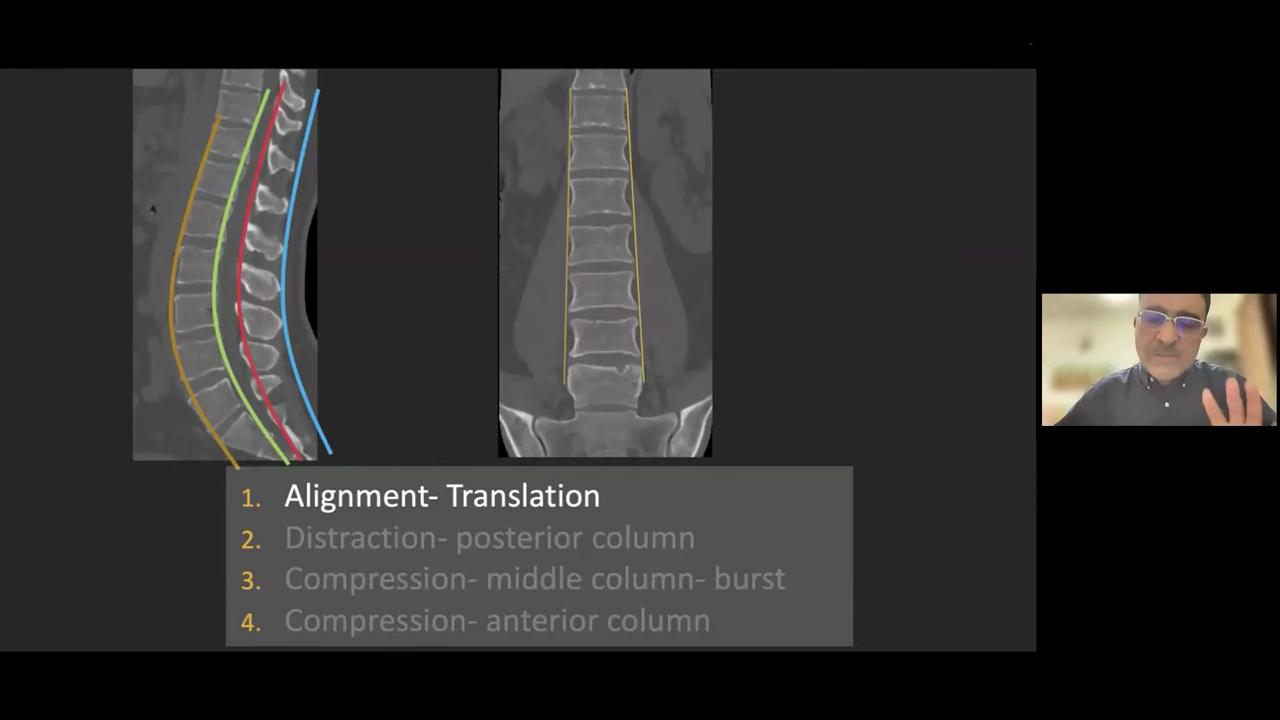 1. Alignment- Translation
2. Distraction- posterior column
3. Compression- middle column- burst
4. Compression- anterior column